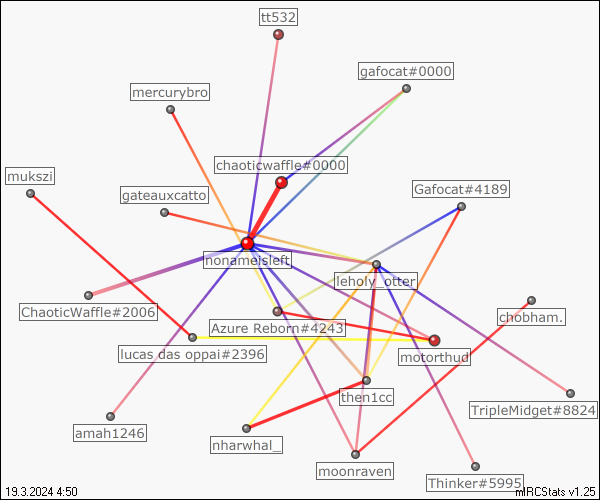 tt532
gafocat#0000
mercurybro
chaoticwaffle#0000
mukszi
Gafocat#4189
gateauxcatto
nonameisleft
leholy_otter
ChaoticWaffle#2006
chobham.
Azure Reborn#4243
lucas das oppai#2396
motorthud
then1cc
TripleMidget#8824
amah1246
nharwhal_
moonraven
Thinker#5995
19.3.2024 4:50
mIRCStats v1.25